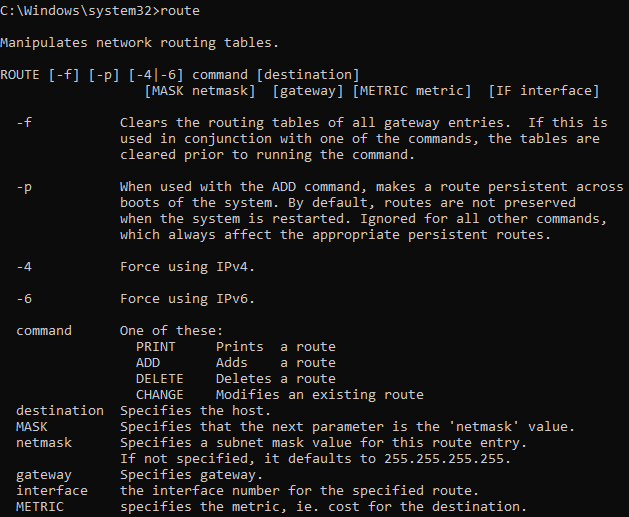 C:\Windows\system32>route
Manipulates network routing tables.
ROUTE [-f] [-p] [-4|-6] command [destination]
[MASK netmask]  [gateway] [METRIC metric]  [IF interface]
-f           Clears the routing tables of all gateway entries.  If this is
used in conjunction with one of the commands, the tables are
cleared prior to running the command.
-p           When used with the ADD command, makes a route persistent across
boots of the system. By default, routes are not preserved
when the system is restarted. Ignored for all other commands,
which always affect the appropriate persistent routes.
-4           Force using IPv4.
-6           Force using IPv6.
command      One of these:
PRINT     Prints  a route
ADD       Adds    a route
DELETE    Deletes a route
CHANGE    Modifies an existing route
destination  Specifies the host.
MASK         Specifies that the next parameter is the 'netmask' value.
netmask      Specifies a subnet mask value for this route entry.
If not specified, it defaults to 255.255.255.255.
gateway      Specifies gateway.
interface    the interface number for the specified route.
METRIC       specifies the metric, ie. cost for the destination.